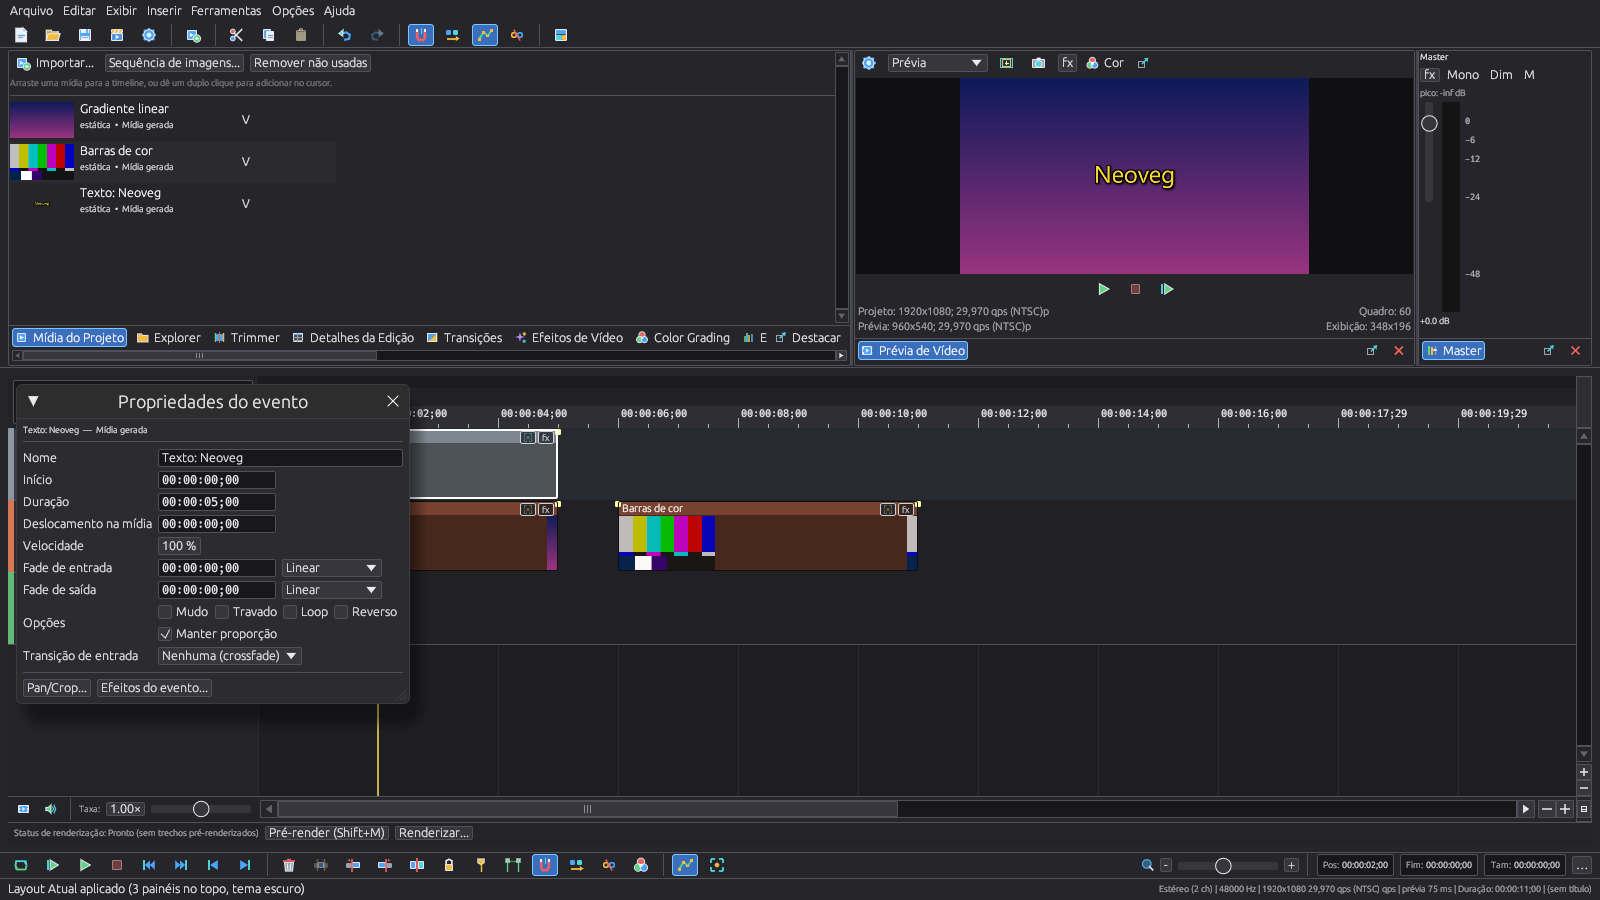 Arquivo Editar Exibir Inserir Ferramentas Opções Ajuda
Importar... Sequência de imagens... Remover não usadas
Arraste uma mídia para a timeline, ou dê um duplo clique para adicionar no cursor.
Gradiente linear
estática • Mídia gerada
V
Barras de cor
estática • Mídia gerada
V
Texto: Neoveg
estática • Mídia gerada
V
Mídia do Projeto Explorer Trimmer Detalhes da Edição Transições Efeitos de Vídeo Color Grading E Destacar
Prévia fx Cor
Neoveg
Projeto: 1920x1080; 29,970 qps (NTSC)p
Quadro: 60
Prévia: 960x540; 29,970 qps (NTSC)p
Exibição: 348x196
Prévia de Vídeo
Master
fx Mono Dim M
pico: -inf dB
0
-6
-12
-24
-48
+0.0 dB
Master
:02;00 00:00:04;00 00:00:06;00 00:00:08;00 00:00:10;00 00:00:12;00 00:00:14;00 00:00:16;00 00:00:17;29 00:00:19;29
fx
fx
Barras de cor fx
Propriedades do evento
Texto: Neoveg — Mídia gerada
Nome Texto: Neoveg
Início 00:00:00;00
Duração 00:00:05;00
Deslocamento na mídia 00:00:00;00
Velocidade 100 %
Fade de entrada 00:00:00;00 Linear
Fade de saída 00:00:00;00 Linear
Opções Mudo Travado Loop Reverso
Manter proporção
Transição de entrada Nenhuma (crossfade)
Pan/Crop... Efeitos do evento...
Taxa: 1.00×
Status de renderização: Pronto (sem trechos pré-renderizados) Pré-render (Shift+M) Renderizar...
Pos: 00:00:02;00 Fim: 00:00:00;00 Tam: 00:00:00;00 ...
Layout Atual aplicado (3 painéis no topo, tema escuro)
Estéreo (2 ch) | 48000 Hz | 1920x1080 29,970 qps (NTSC) qps | prévia 75 ms | Duração: 00:00:11;00 | (sem título)